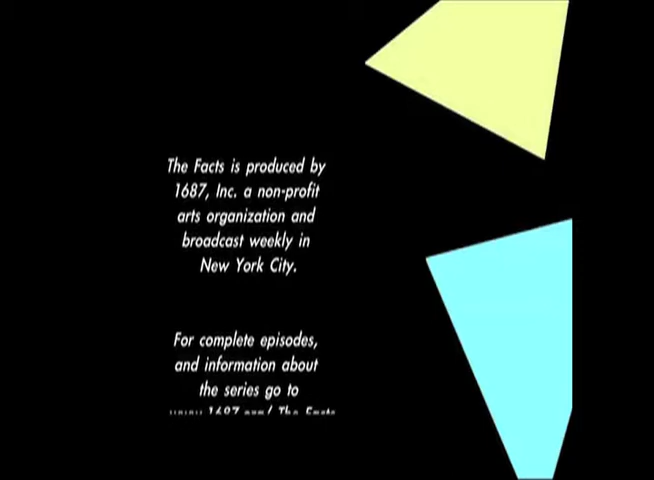 The Facts is produced by
1687, Inc. a non-profit
arts organization and
broadcast weekly in
New York City.
For complete episodes,
and information about
the series go to